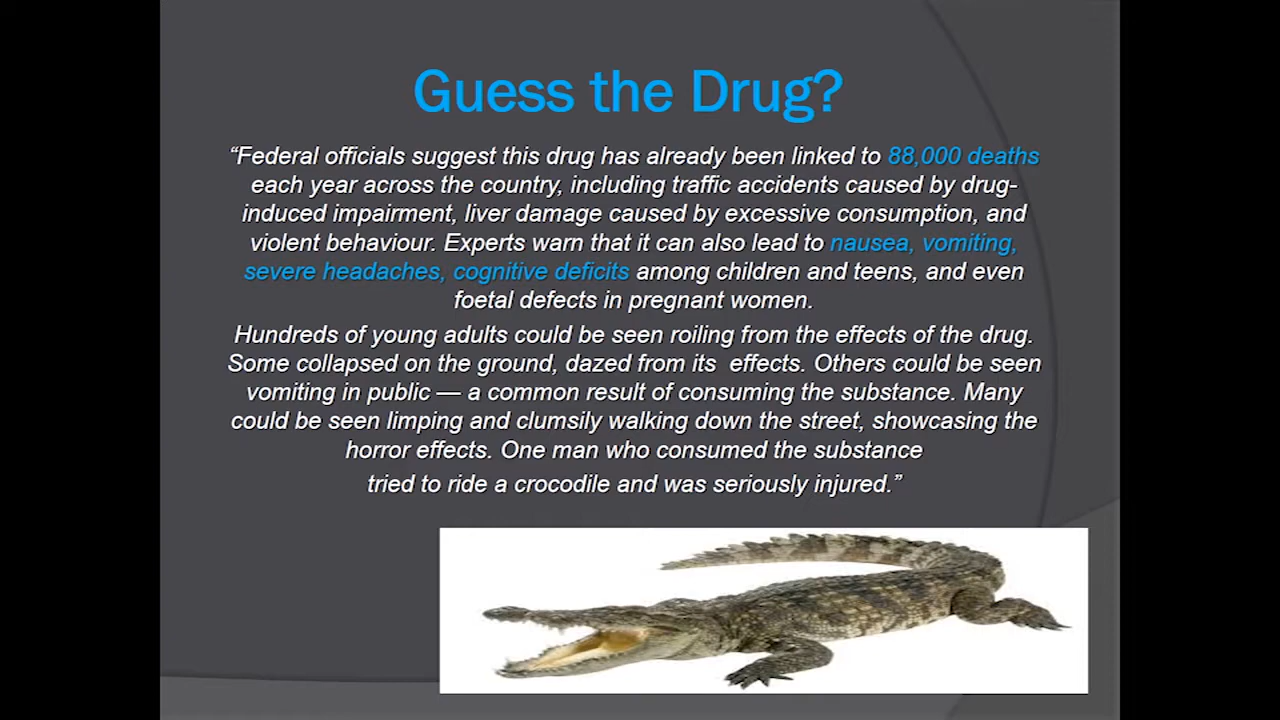 Guess the Drug?
“Federal officials suggest this drug has already been linked to 88,000 deaths
each year across the country, including traffic accidents caused by drug-
induced impairment, liver damage caused by excessive consumption, and
violent behaviour. Experts warn that it can also lead to nausea, vomiting,
severe headaches, cognitive deficits among children and teens, and even
foetal defects in pregnant women.
Hundreds of young adults could be seen roiling from the effects of the drug.
Some collapsed on the ground, dazed from its effects. Others could be seen
vomiting in public — a common result of consuming the substance. Many
could be seen limping and clumsily walking down the street, showcasing the
horror effects. One man who consumed the substance
tried to ride a crocodile and was seriously injured.”